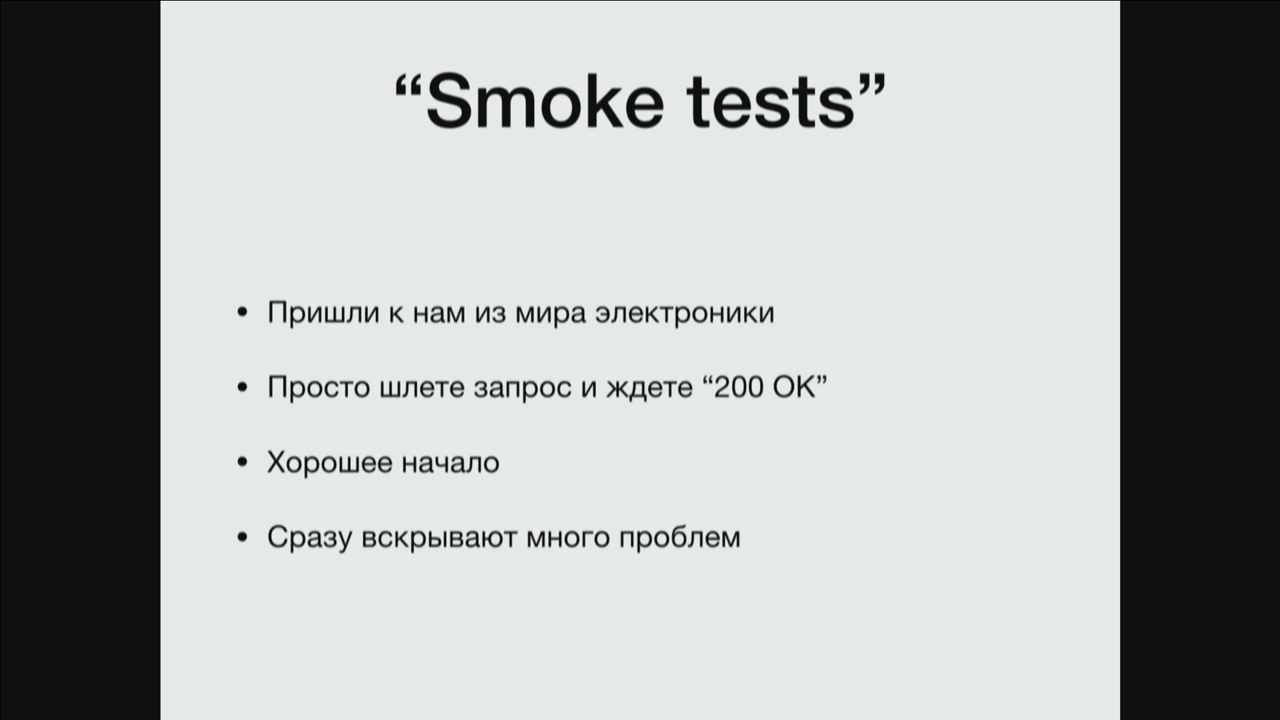 “Smoke tests”
• Пришли к нам из мира электроники
• Просто шлете запрос и ждете “200 OK”
• Хорошее начало
• Сразу вскрывают много проблем